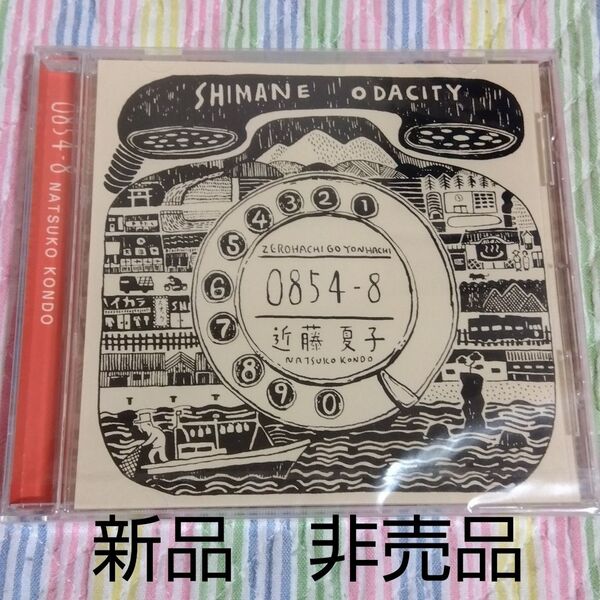 SHIMANE ODACITY
1
2
3
4
5
6
7
8
9
0
ZEROHACHI GO YONHACHI
0854-8
近藤 夏子
NATSUKO KONDO
ハイカラ
0854-8 NATSUKO KONDO
新品 非売品